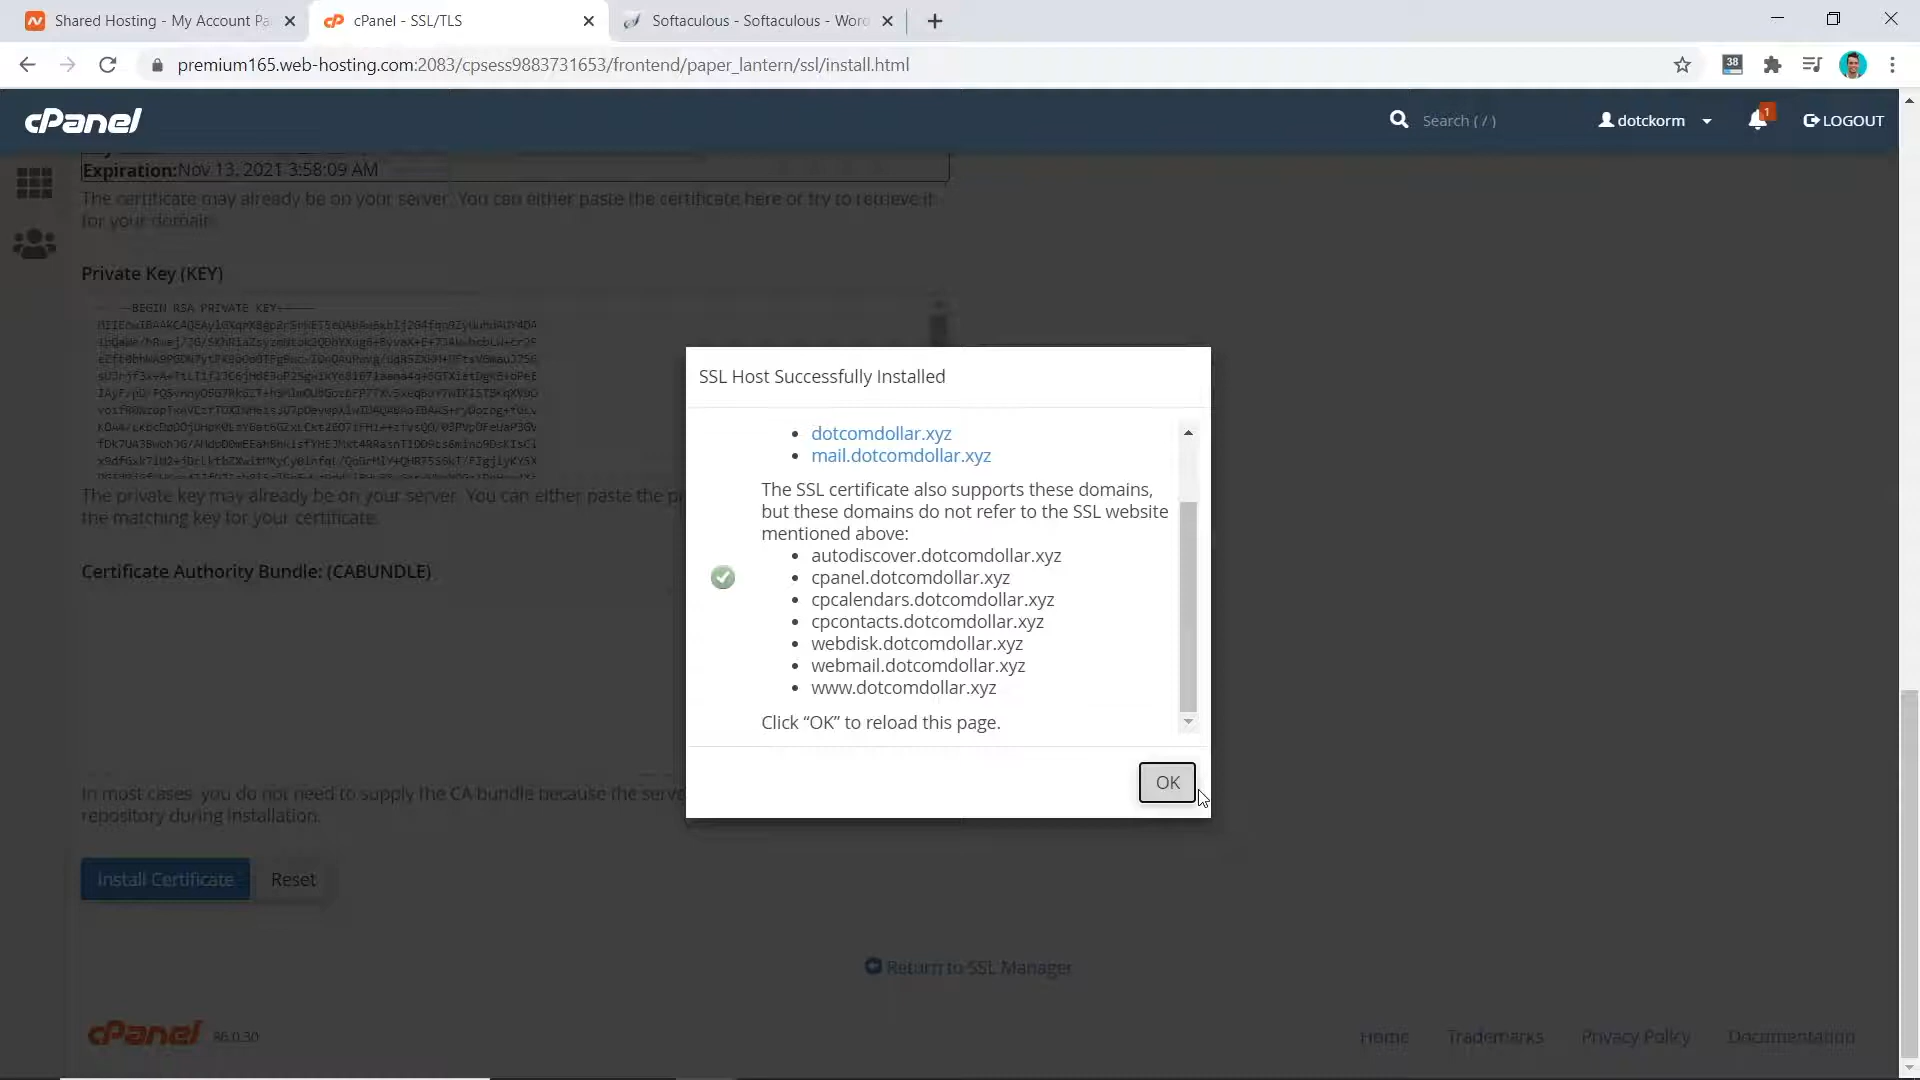 Shared Hosting - My Account Pa
cPanel - SSL/TLS
Softaculous - Softaculous - Word
premium165.web-hosting.com:2083/cpsess9883731653/frontend/paper_lantern/ssl/install.html
38
cPanel
Search ( / )
dotckorm
1
LOGOUT
Expiration:Nov 13, 2021 3:58:09 AM
The certificate may already be on your server. You can either paste the certificate here or try to retrieve it
for your domain.
Private Key (KEY)
-----BEGIN RSA PRIVATE KEY-----
The private key may already be on your server. You can either paste the
the matching key for your certificate.
Certificate Authority Bundle: (CABUNDLE)
In most cases, you do not need to supply the CA bundle because the
repository during installation.
Install Certificate
Reset
SSL Host Successfully Installed
dotcomdollar.xyz
mail.dotcomdollar.xyz
The SSL certificate also supports these domains,
but these domains do not refer to the SSL website
mentioned above:
autodiscover.dotcomdollar.xyz
cpanel.dotcomdollar.xyz
cpcalendars.dotcomdollar.xyz
cpcontacts.dotcomdollar.xyz
webdisk.dotcomdollar.xyz
webmail.dotcomdollar.xyz
www.dotcomdollar.xyz
Click “OK” to reload this page.
OK
Return to SSL Manager
cPanel 86.0.30
Home
Trademarks
Privacy Policy
Documentation